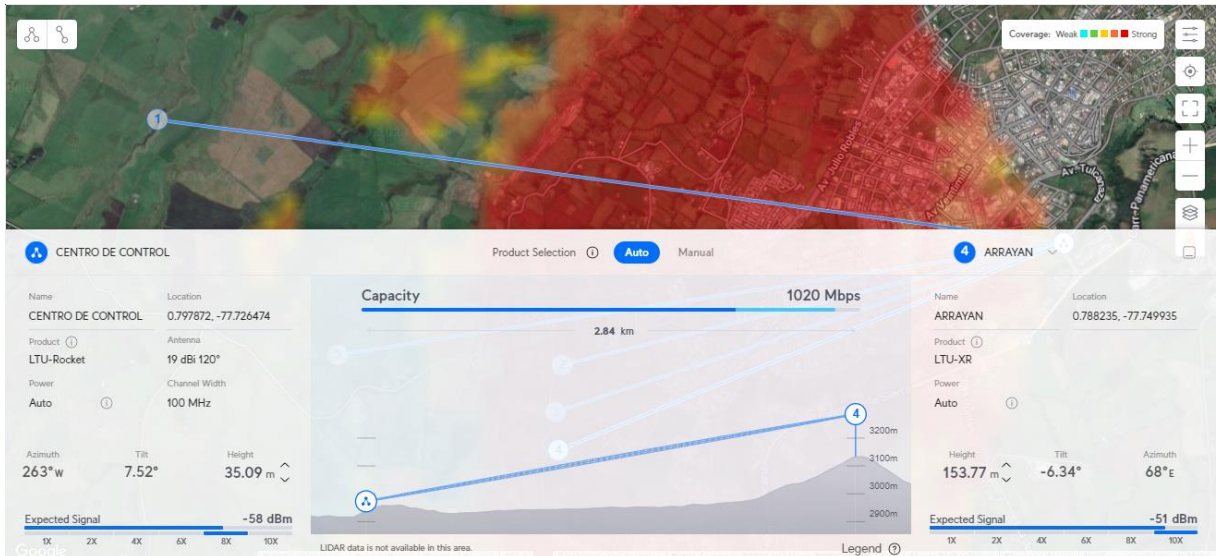 Coverage: Weak Strong
1
Av. Julio Robles
Av-Veintimilla
Av-Tulcanaza
arr-Panamericana
CENTRO DE CONTROL
Product Selection
Auto
Manual
4 ARRAYAN
Name
Location
CENTRO DE CONTROL
0.797872, -77.726474
Product
Antenna
LTU-Rocket
19 dBi 120°
Power
Channel Width
Auto
100 MHz
Azimuth
Tilt
Height
263° W
7.52°
35.09 m
Expected Signal
-58 dBm
1X 2X 4X 6X 8X 10X
Google
Capacity
1020 Mbps
2.84 km
4
4
3200m
3100m
3000m
2900m
LIDAR data is not available in this area.
Legend
Name
Location
ARRAYAN
0.788235, -77.749935
Product
LTU-XR
Power
Auto
Height
Tilt
Azimuth
153.77 m
-6.34°
68° E
Expected Signal
-51 dBm
1X 2X 4X 6X 8X 10X